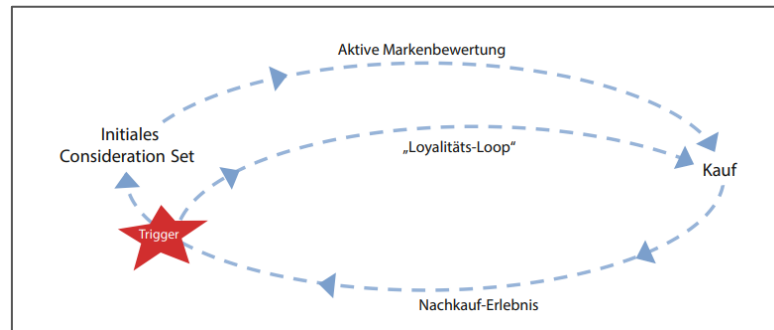 Aktive Markenbewertung
Initiales
Consideration Set
„Loyalitäts-Loop“
Kauf
Trigger
Nachkauf-Erlebnis